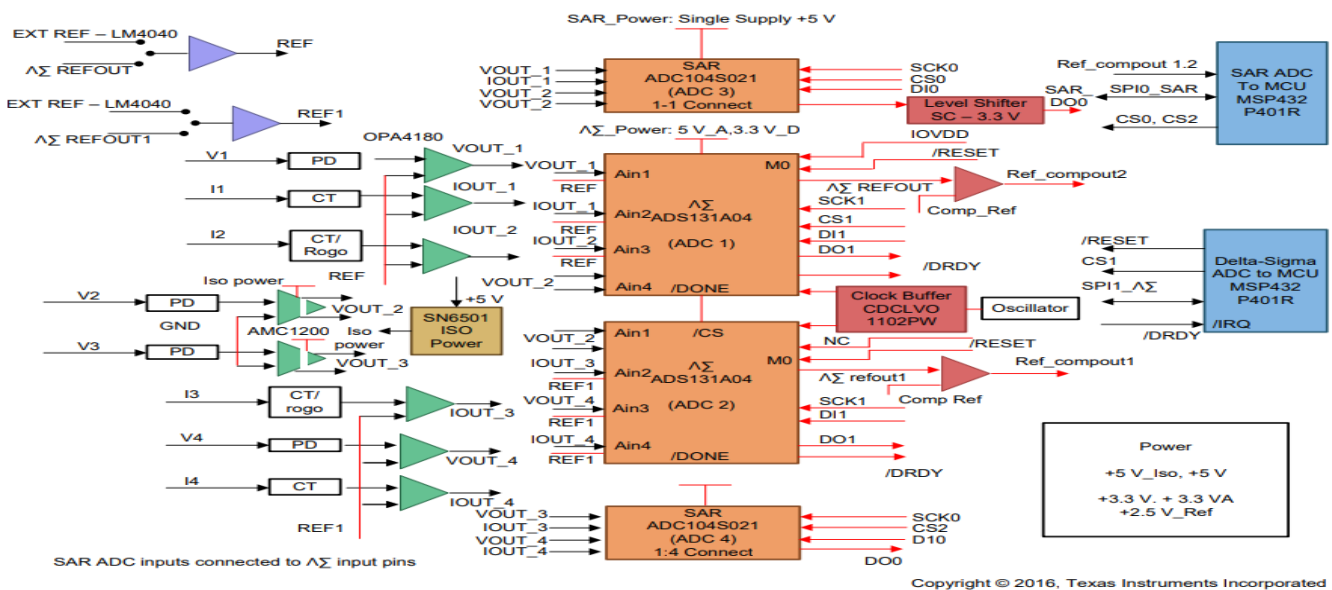 SAR_Power: Single Supply +5 V
EXT REF – LM4040
REF
ΛΣ REFOUT
EXT REF – LM4040
REF1
ΛΣ REFOUT1
OPA4180
V1
PD
VOUT_1
I1
CT
IOUT_1
I2
CT/
Rogo
IOUT_2
REF
Iso power
V2
PD
VOUT_2
GND
AMC1200
Iso
power
V3
PD
VOUT_3
+5 V
SN6501
ISO
Power
I3
CT/
rogo
IOUT_3
V4
PD
VOUT_4
I4
CT
IOUT_4
REF1
SAR ADC inputs connected to ΛΣ input pins
VOUT_1
IOUT_1
VOUT_2
VOUT_2
SAR
ADC104S021
(ADC 3)
1-1 Connect
SCK0
CS0
DI0
Level Shifter
SC – 3.3 V
SAR_
DO0
ΛΣ_Power: 5 V_A,3.3 V_D
IOVDD
/RESET
VOUT_1
REF
IOUT_1
REF
IOUT_2
REF
VOUT_2
Ain1
Ain2
Ain3
Ain4
M0
ΛΣ
ADS131A04
(ADC 1)
/DONE
ΛΣ REFOUT
Comp_Ref
Ref_compout2
SCK1
CS1
DI1
DO1
/DRDY
Clock Buffer
CDCLVO
1102PW
Oscillator
VOUT_2
IOUT_3
REF1
VOUT_4
REF1
IOUT_4
REF1
Ain1
Ain2
Ain3
Ain4
/CS
M0
ΛΣ
ADS131A04
(ADC 2)
/DONE
NC
/RESET
ΛΣ refout1
Comp Ref
Ref_compout1
SCK1
DI1
DO1
/DRDY
VOUT_3
IOUT_3
VOUT_4
IOUT_4
SAR
ADC104S021
(ADC 4)
1:4 Connect
SCK0
CS2
D10
DO0
Ref_compout 1.2
SPI0_SAR
CS0, CS2
SAR ADC
To MCU
MSP432
P401R
/RESET
CS1
SPI1_ΛΣ
/DRDY
Delta-Sigma
ADC to MCU
MSP432
P401R
/IRQ
Power
+5 V_Iso, +5 V
+3.3 V. + 3.3 VA
+2.5 V_Ref
Copyright © 2016, Texas Instruments Incorporated